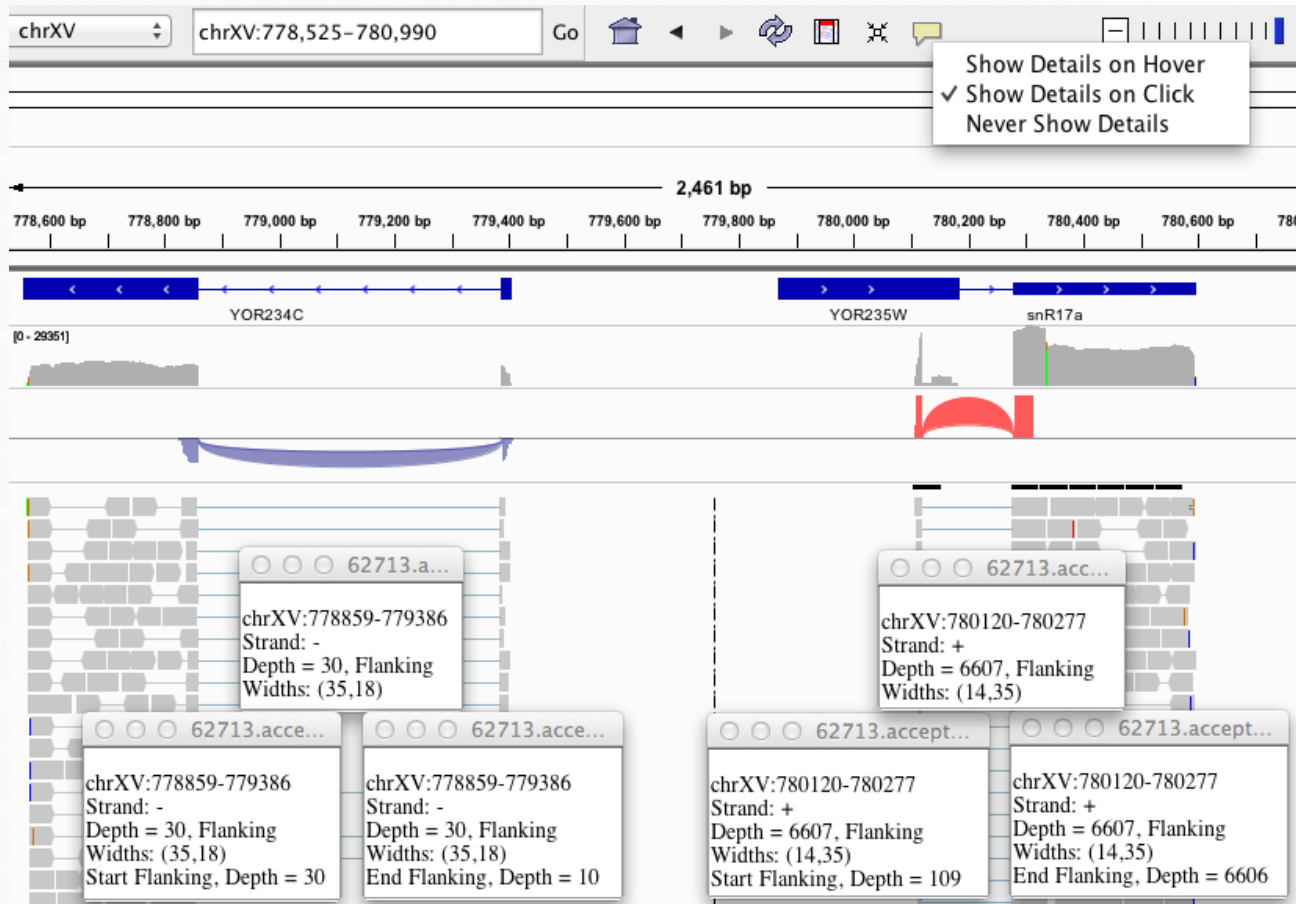 chrXV chrXV:778,525-780,990 Go
Show Details on Hover
✓ Show Details on Click
Never Show Details
2,461 bp
778,600 bp 778,800 bp 779,000 bp 779,200 bp 779,400 bp 779,600 bp 779,800 bp 780,000 bp 780,200 bp 780,400 bp 780,600 bp 780
YOR234C YOR235W snR17a
[0 - 29351]
62713.a...
chrXV:778859-779386
Strand: -
Depth = 30, Flanking
Widths: (35,18)
62713.acc...
chrXV:780120-780277
Strand: +
Depth = 6607, Flanking
Widths: (14,35)
62713.acce...
chrXV:778859-779386
Strand: -
Depth = 30, Flanking
Widths: (35,18)
Start Flanking, Depth = 30
62713.acce...
chrXV:778859-779386
Strand: -
Depth = 30, Flanking
Widths: (35,18)
End Flanking, Depth = 10
62713.accept...
chrXV:780120-780277
Strand: +
Depth = 6607, Flanking
Widths: (14,35)
Start Flanking, Depth = 109
62713.accept...
chrXV:780120-780277
Strand: +
Depth = 6607, Flanking
Widths: (14,35)
End Flanking, Depth = 6606